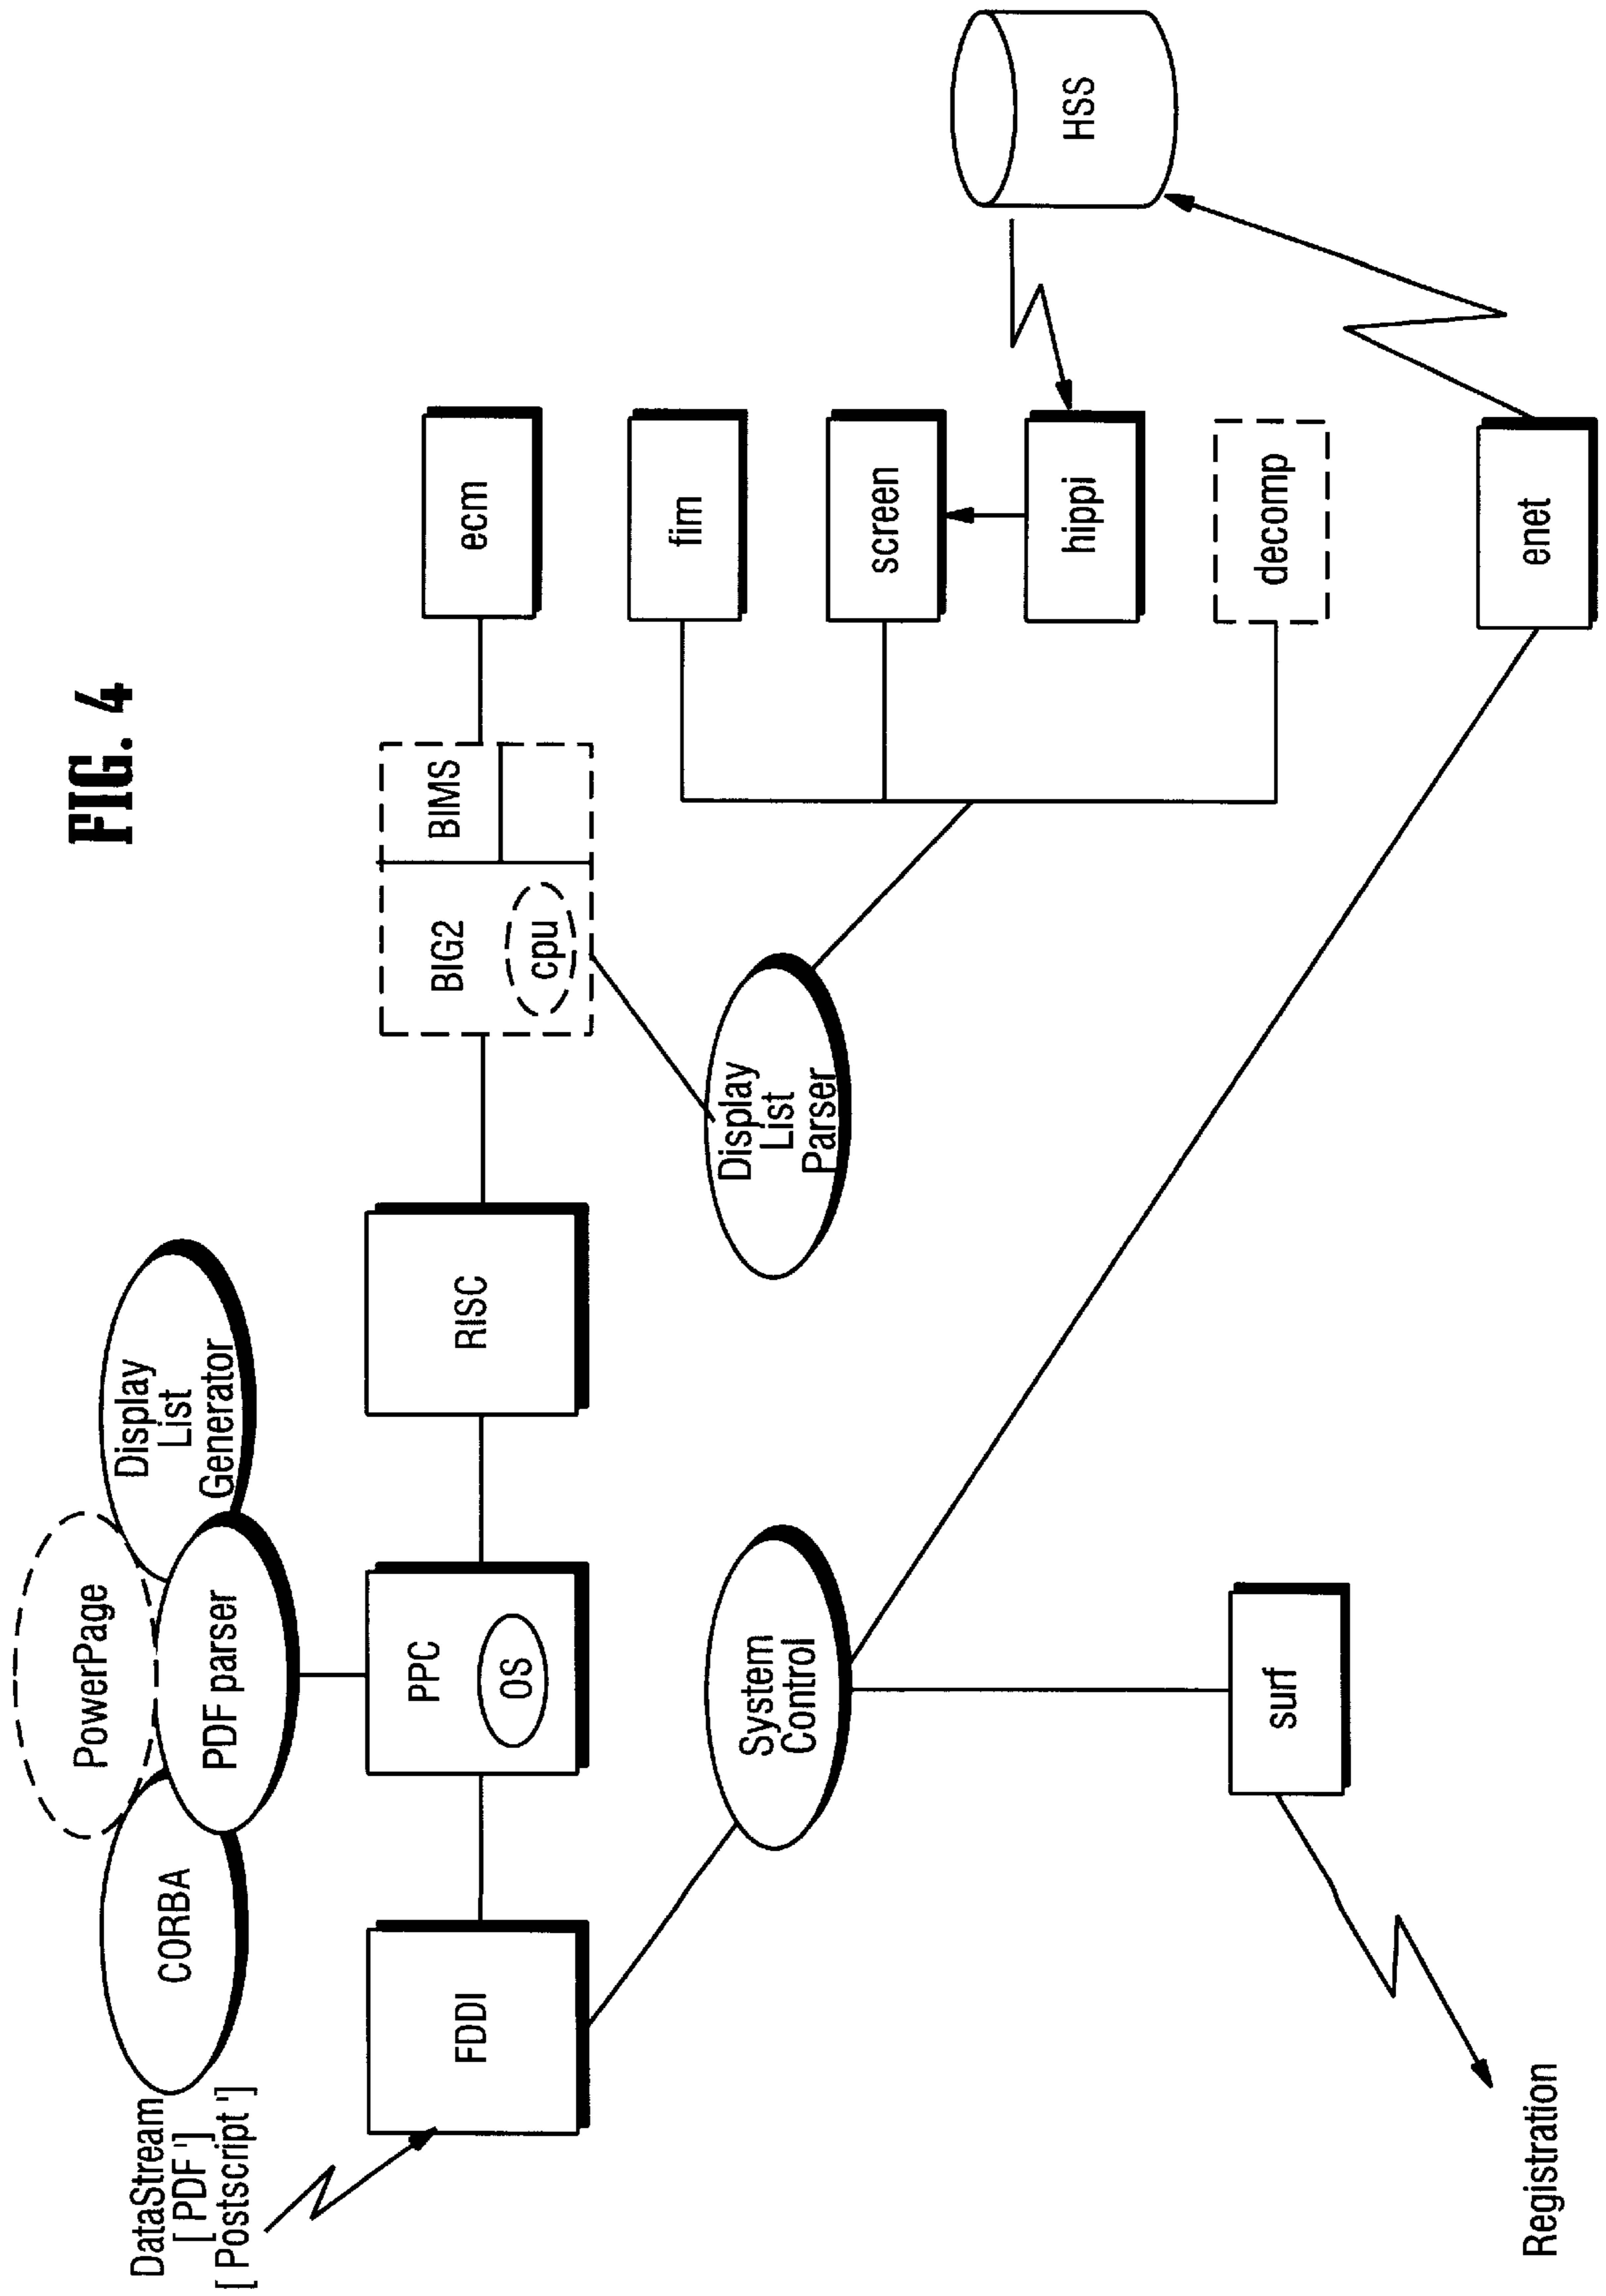 FIG. 4
DataStream
[ PDF ']
[ Postscript ']
CORBA
PowerPage
PDF parser
Display
List
Generator
FDDI
PPC
OS
RISC
BIG2
cpu
BIMS
ecm
System
Control
Display
List
Parser
fim
screen
hippi
HSS
decomp
surf
enet
Registration